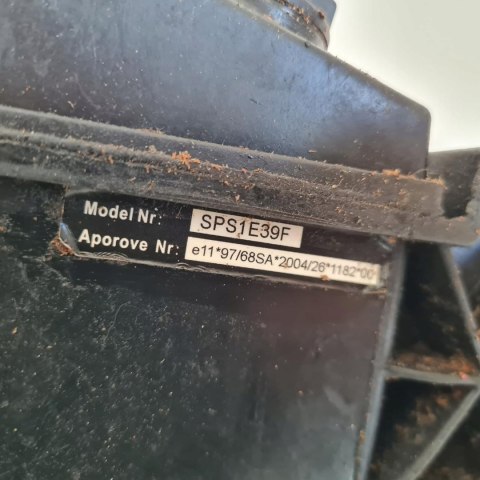 Model Nr: SPS1E39F
Aporove Nr: e11*97/68SA*2004/26*1182*00